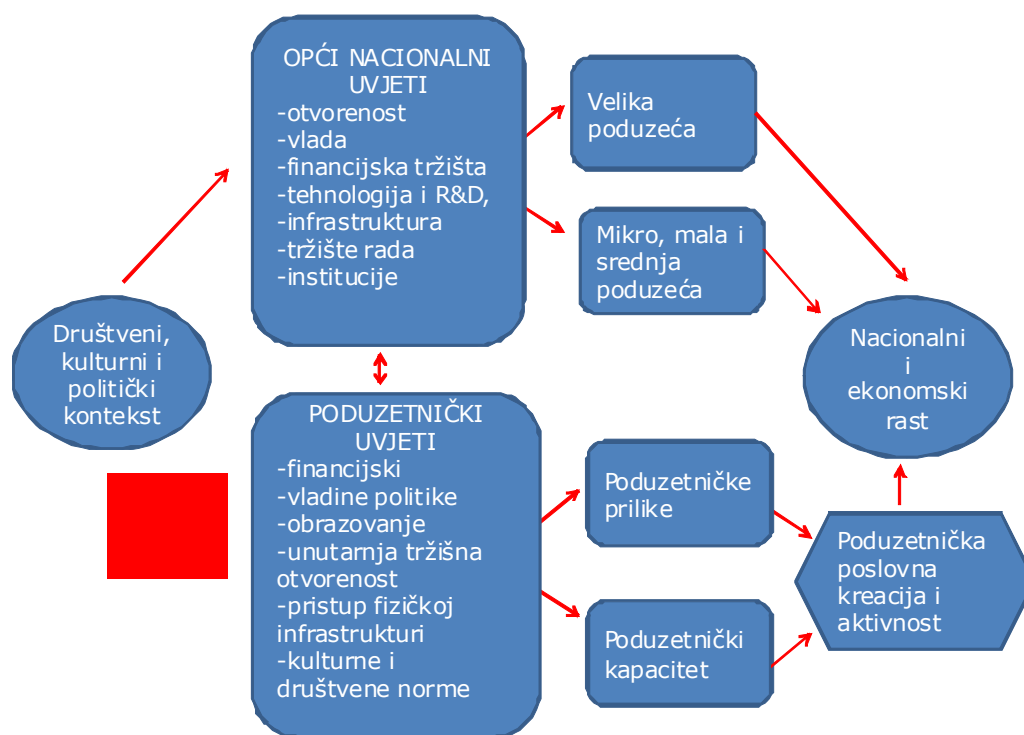 OPĆI NACIONALNI
UVJETI
-otvorenost
-vlada
-financijska tržišta
-tehnologija i R&D,
-infrastruktura
-tržište rada
-institucije
Velika
poduzeća
Mikro, mala i
srednja
poduzeća
Društveni,
kulturni i
politički
kontekst
Nacionalni
i
ekonomski
rast
PODUZETNIČKI
UVJETI
-financijski
-vladine politike
-obrazovanje
-unutarnja tržišna
otvorenost
-pristup fizičkoj
infrastrukturi
-kulturne i
društvene norme
Poduzetničke
prilike
Poduzetnički
kapacitet
Poduzetnička
poslovna
kreacija i
aktivnost